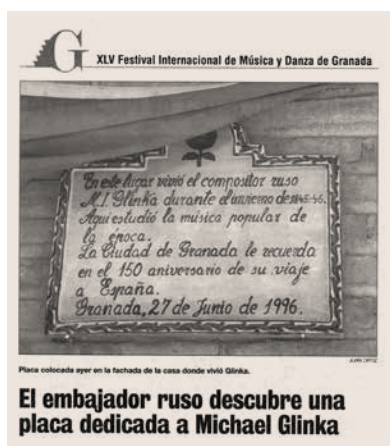 G
XLV Festival Internacional de Música y Danza de Granada
En este lugar vivió el compositor ruso
M.I. Glinka durante el invierno de 1845-46.
Aquí estudió la música popular de
la época.
La Ciudad de Granada le recuerda
en el 150 aniversario de su viaje
a España.
Granada, 27 de Junio de 1996.
Placa colocada ayer en la fachada de la casa donde vivió Glinka.
El embajador ruso descubre una
placa dedicada a Michael Glinka